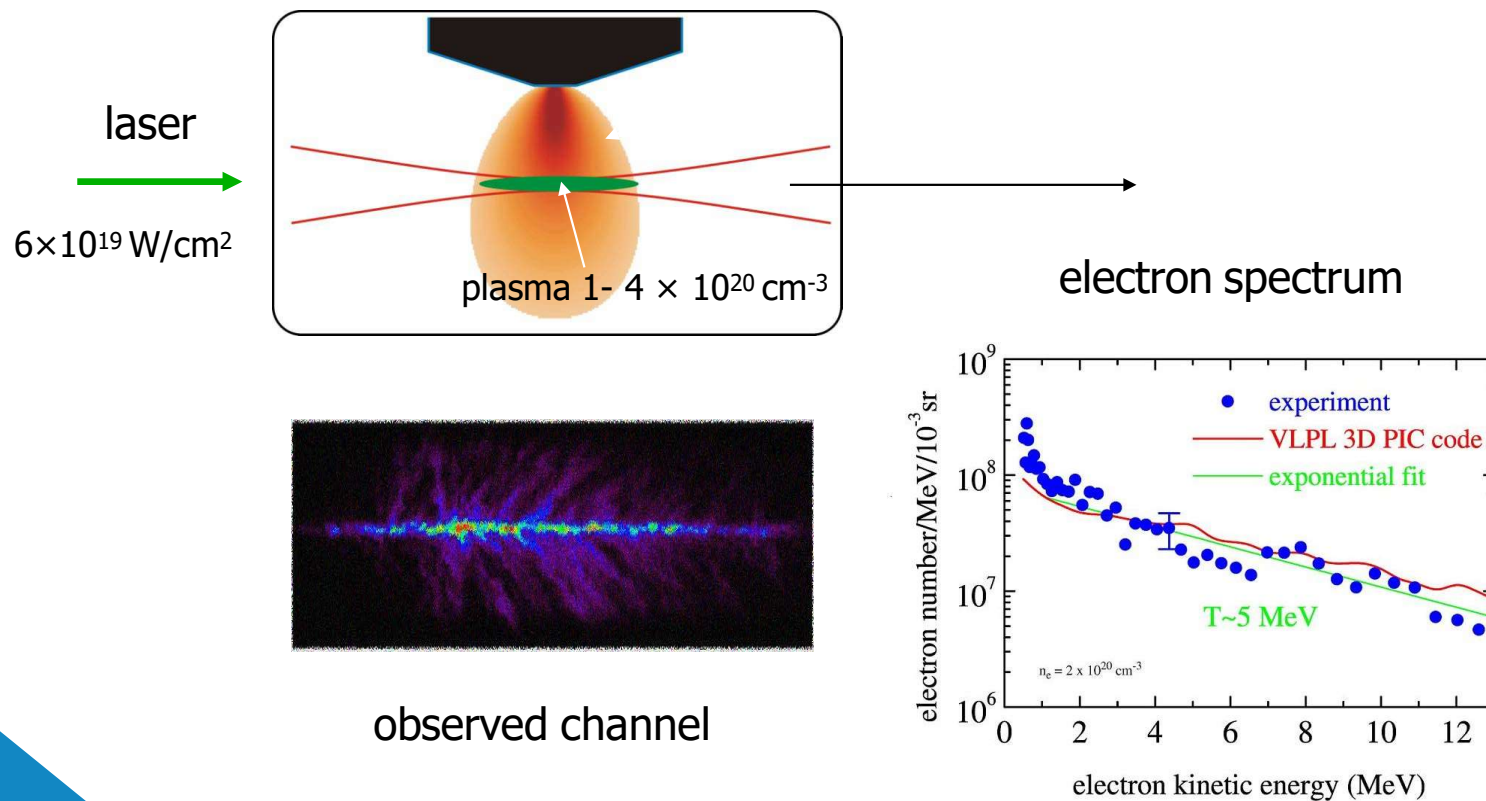 laser
6×10¹⁹ W/cm²
plasma 1- 4 × 10²⁰ cm⁻³
electron spectrum
observed channel
electron number/MeV/10⁻³ sr
10⁹
10⁸
10⁷
10⁶
experiment
VLPL 3D PIC code
exponential fit
T~5 MeV
nₑ = 2 x 10²⁰ cm⁻³
0 2 4 6 8 10 12
electron kinetic energy (MeV)